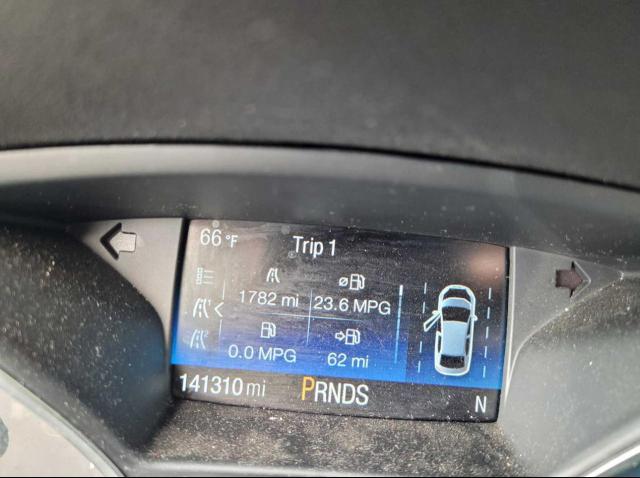 66 °F Trip 1
1782 mi 23.6 MPG
0.0 MPG 62 mi
141310 mi PRNDS N